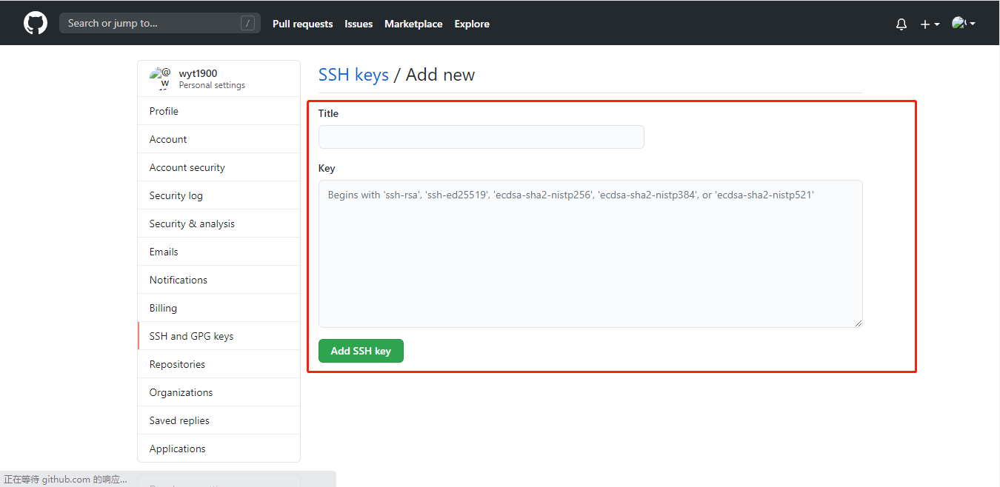 Search or jump to... /
Pull requests Issues Marketplace Explore
wyt1900
Personal settings
Profile
Account
Account security
Security log
Security & analysis
Emails
Notifications
Billing
SSH and GPG keys
Repositories
Organizations
Saved replies
Applications
SSH keys / Add new
Title
Key
Begins with 'ssh-rsa', 'ssh-ed25519', 'ecdsa-sha2-nistp256', 'ecdsa-sha2-nistp384', or 'ecdsa-sha2-nistp521'
Add SSH key
正在等待 github.com 的响应...